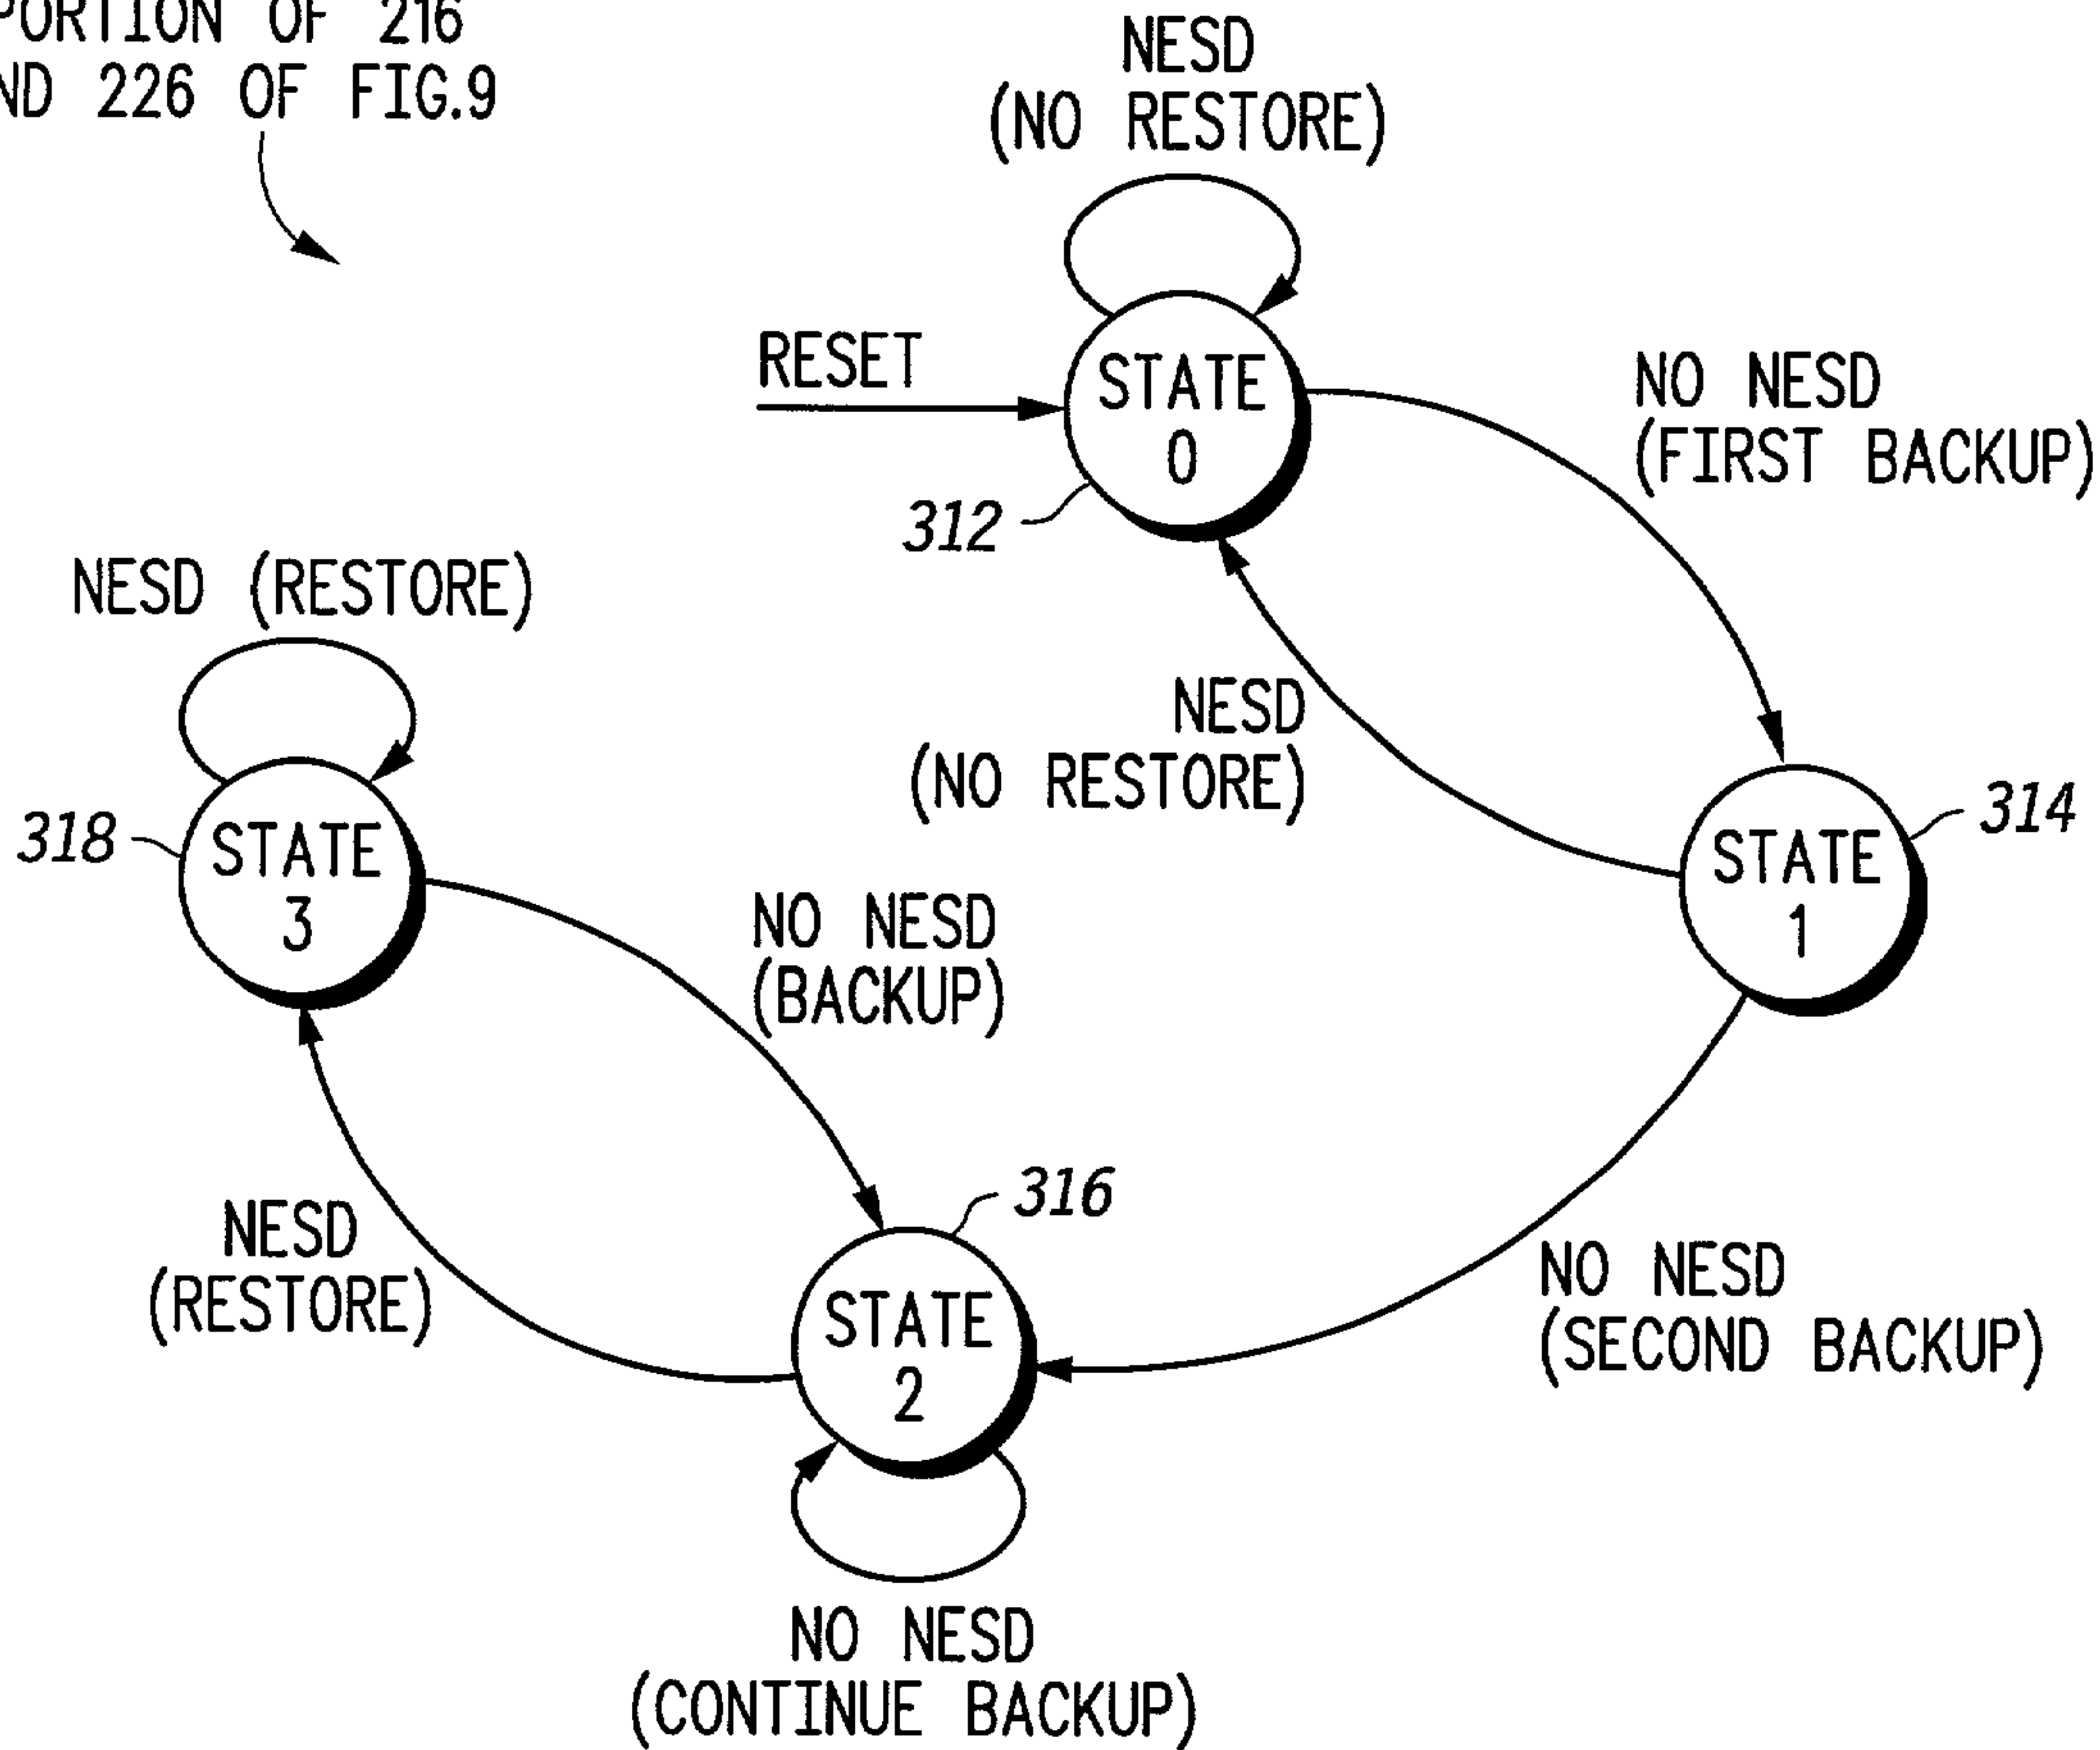 PORTION OF 216
ND 226 OF FIG.9
NESD
(NO RESTORE)
RESET
STATE
0
312
NO NESD
(FIRST BACKUP)
NESD (RESTORE)
NESD
(NO RESTORE)
318
STATE
3
314
STATE
1
NO NESD
(BACKUP)
316
NESD
(RESTORE)
STATE
2
NO NESD
(SECOND BACKUP)
NO NESD
(CONTINUE BACKUP)